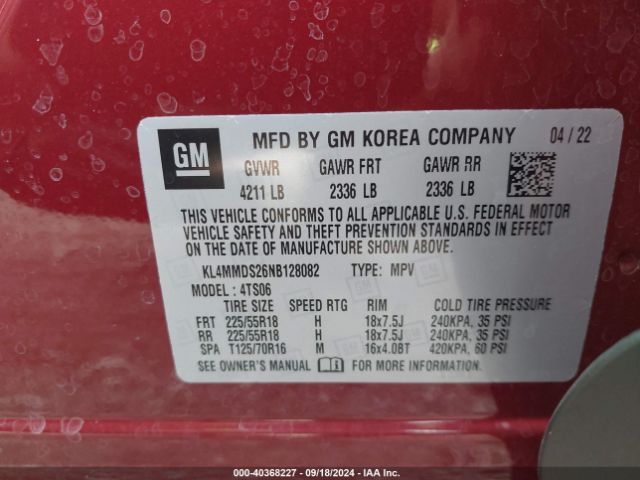 GM
MFD BY GM KOREA COMPANY 04 / 22
GVWR GAWR FRT GAWR RR
4211 LB 2336 LB 2336 LB
THIS VEHICLE CONFORMS TO ALL APPLICABLE U.S. FEDERAL MOTOR
VEHICLE SAFETY AND THEFT PREVENTION STANDARDS IN EFFECT
ON THE DATE OF MANUFACTURE SHOWN ABOVE.
KL4MMDS26NB128082 TYPE: MPV
MODEL: 4TS06
TIRE SIZE SPEED RTG RIM COLD TIRE PRESSURE
FRT 225/55R18 H 18x7.5J 240KPA, 35 PSI
RR 225/55R18 H 18x7.5J 240KPA, 35 PSI
SPA T125/70R16 M 16x4.0BT 420KPA, 60 PSI
SEE OWNER'S MANUAL FOR MORE INFORMATION.
000-40368227 - 09/18/2024 - IAA Inc.